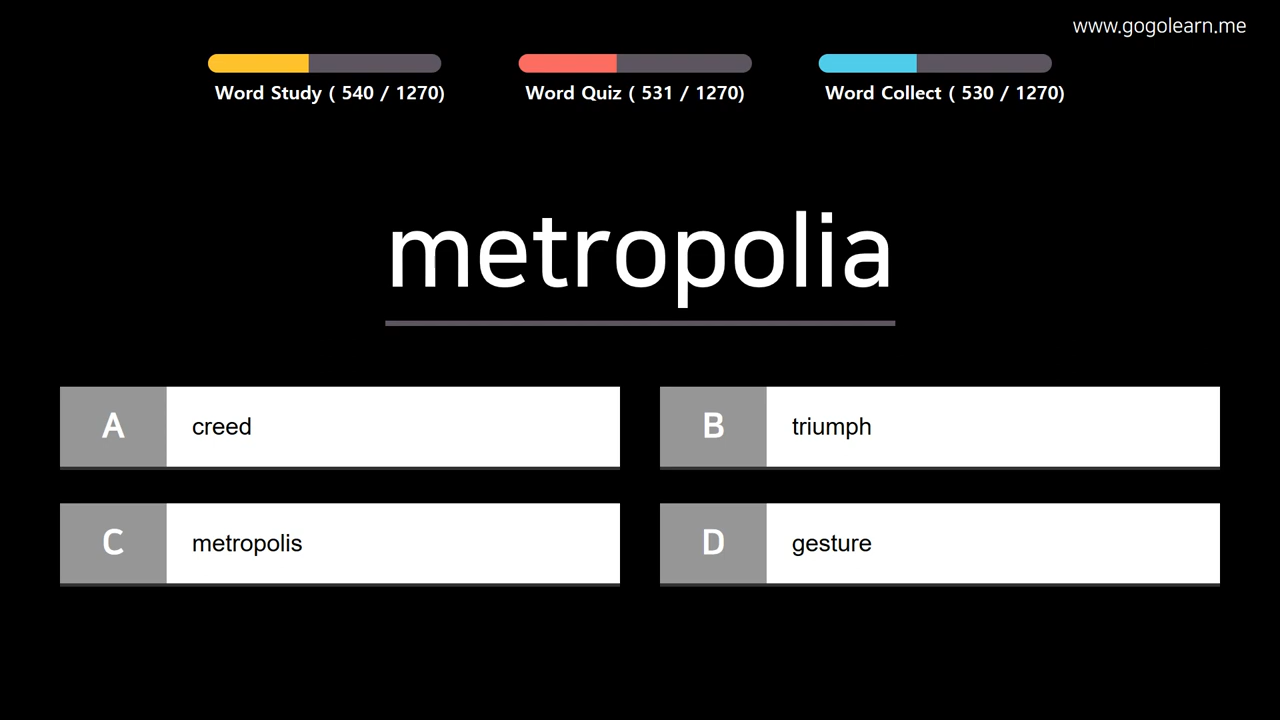 www.gogolearn.me
Word Study ( 540 / 1270)
Word Quiz ( 531 / 1270)
Word Collect ( 530 / 1270)
metropolia
A creed
B triumph
C metropolis
D gesture